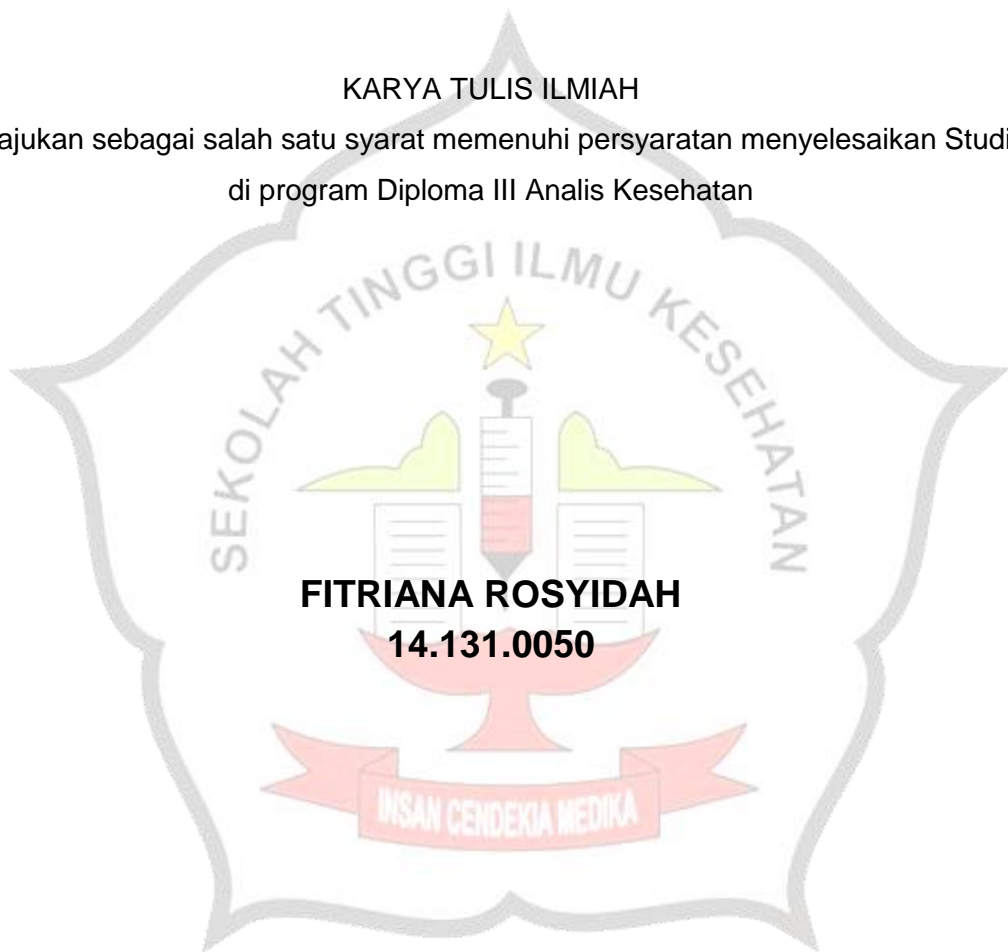 KARYA TULIS ILMIAH
ajukan sebagai salah satu syarat memenuhi persyaratan menyelesaikan Studi
di program Diploma III Analis Kesehatan
SEKOLAH TINGGI ILMU KESEHATAN
FITRIANA ROSYIDAH
14.131.0050
INSAN CENDEKIA MEDIKA